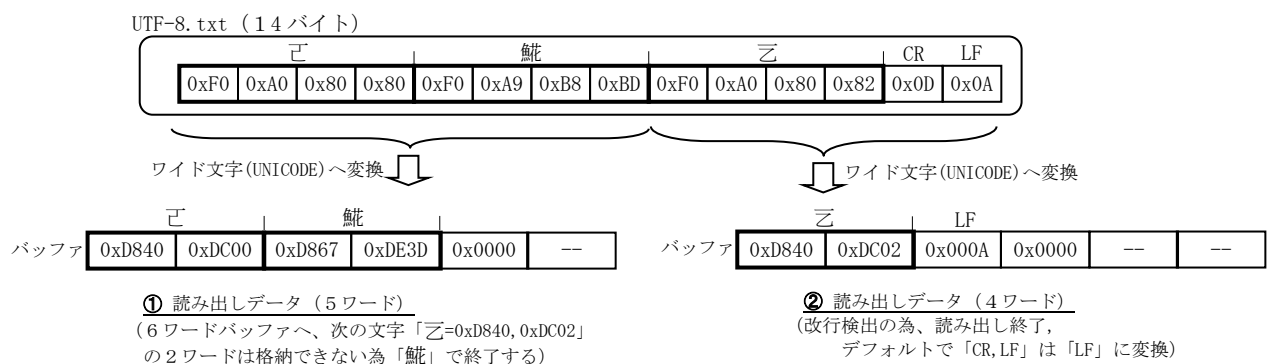 UTF-8.txt (14バイト)
𠀀 𩸽 𠀂 CR LF
0xF0 0xA0 0x80 0x80 0xF0 0xA9 0xB8 0xBD 0xF0 0xA0 0x80 0x82 0x0D 0x0A
ワイド文字(UNICODE)へ変換 ワイド文字(UNICODE)へ変換
𠀀 𩸽
バッファ 0xD840 0xDC00 0xD867 0xDE3D 0x0000 --
𠀂 LF
バッファ 0xD840 0xDC02 0x000A 0x0000 -- --
① 読み出しデータ(5ワード)
(6ワードバッファへ、次の文字「𠀂=0xD840,0xDC02」
の2ワードは格納できない為「𩸽」で終了する)
② 読み出しデータ(4ワード)
(改行検出の為、読み出し終了,
デフォルトで「CR,LF」は「LF」に変換)